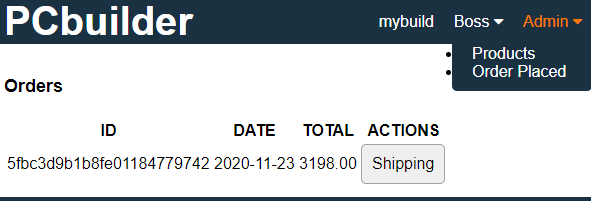 PCbuilder mybuild Boss Admin
Products
Order Placed
Orders
ID DATE TOTAL ACTIONS
5fbc3d9b1b8fe01184779742 2020-11-23 3198.00 Shipping